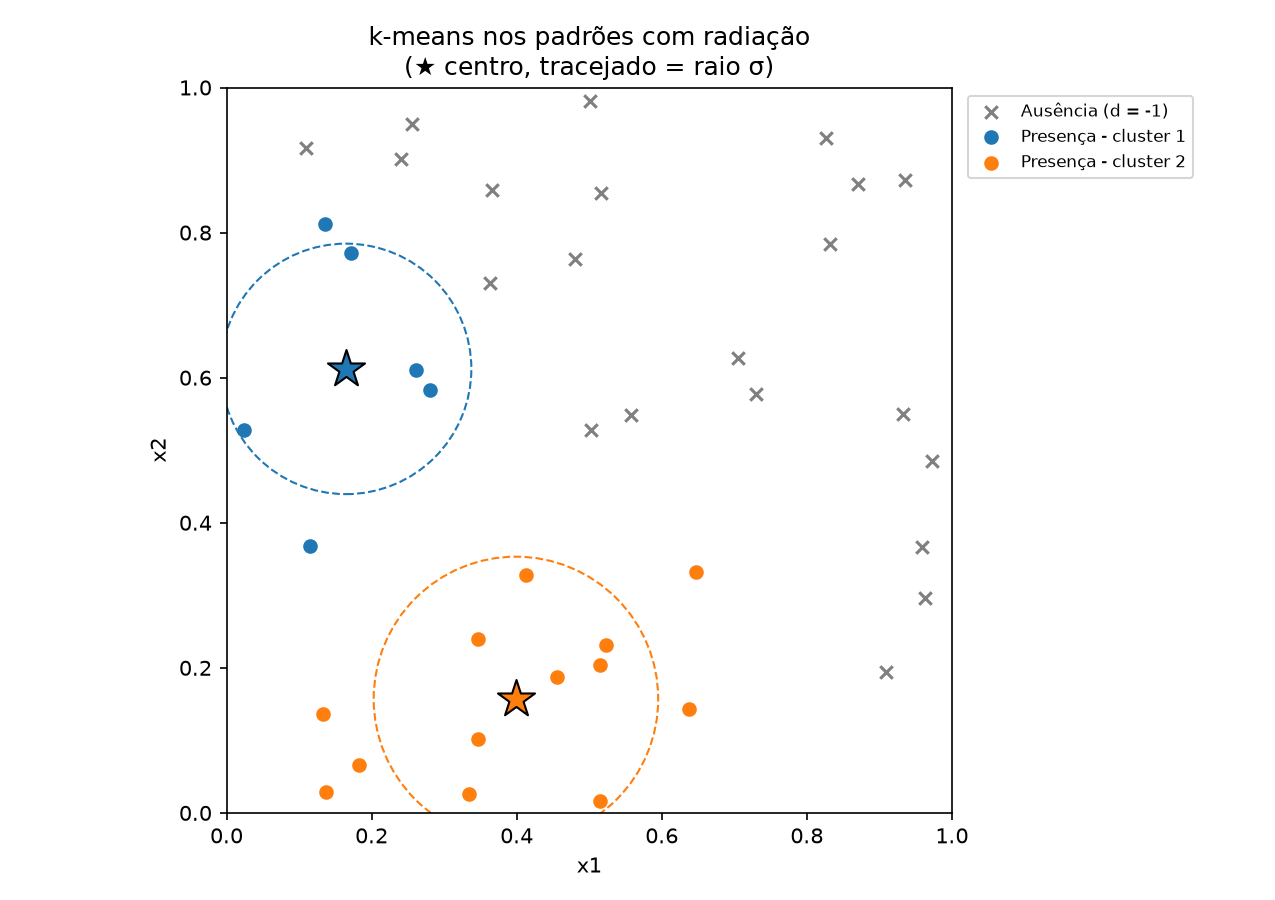 k-means nos padrões com radiação
(★ centro, tracejado = raio σ)
Ausência (d = -1)
Presença - cluster 1
Presença - cluster 2
1.0
0.8
0.6
0.4
0.2
0.0
x2
0.0 0.2 0.4 0.6 0.8 1.0
x1